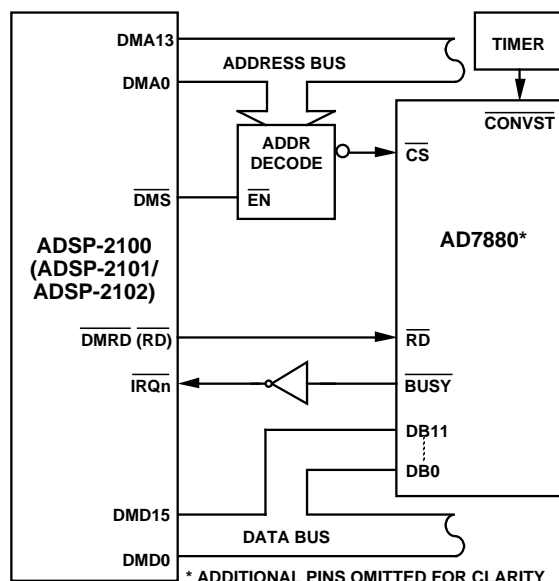 DMA13
ADDRESS BUS
DMA0
TIMER
CONVST
ADDR
DECODE
CS
DMS
EN
ADSP-2100
(ADSP-2101/
ADSP-2102)
AD7880*
DMRD (RD)
RD
IRQn
BUSY
DB11
DB0
DMD15
DATA BUS
DMD0
* ADDITIONAL PINS OMITTED FOR CLARITY